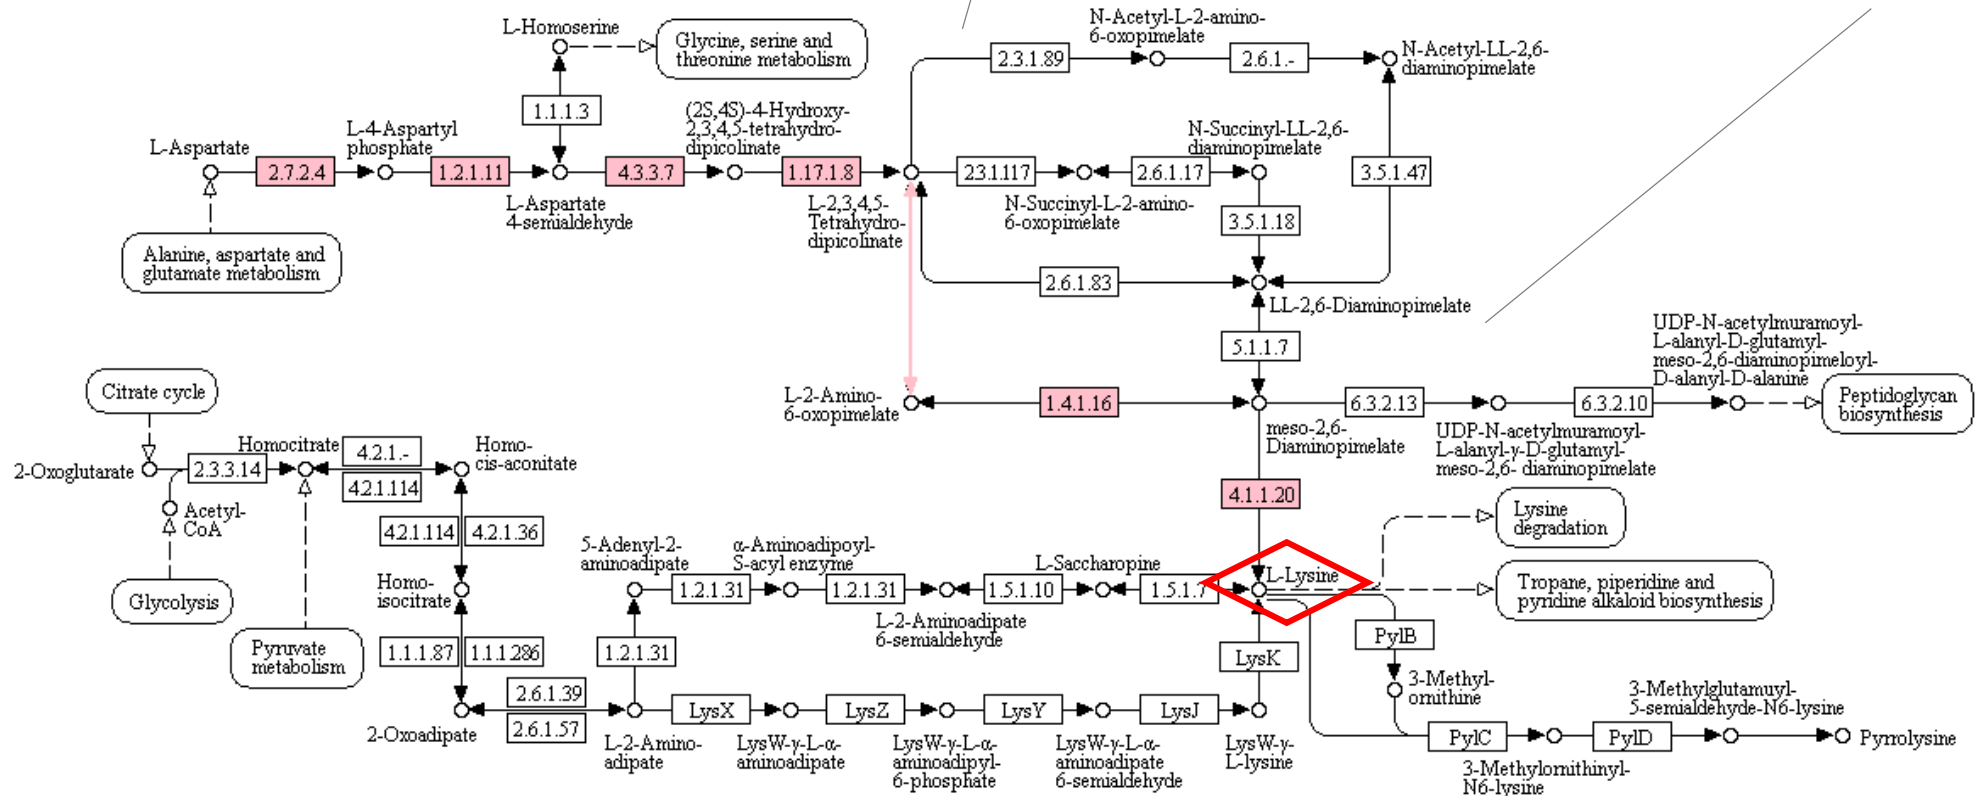 L-Homoserine
Glycine, serine and
threonine metabolism
N-Acetyl-L-2-amino-
6-oxopimelate
2.3.1.89
2.6.1.-
N-Acetyl-LL-2,6-
diaminopimelate
1.1.1.3
L-Aspartate
L-4-Aspartyl
phosphate
(2S,4S)-4-Hydroxy-
2,3,4,5-tetrahydro-
dipicolinate
N-Succinyl-LL-2,6-
diaminopimelate
2.7.2.4
1.2.1.11
4.3.3.7
1.17.1.8
2.3.1.117
2.6.1.17
3.5.1.47
L-Aspartate
4-semialdehyde
L-2,3,4,5-
Tetrahydro-
dipicolinate
N-Succinyl-L-2-amino-
6-oxopimelate
3.5.1.18
Alanine, aspartate and
glutamate metabolism
2.6.1.83
LL-2,6-Diaminopimelate
5.1.1.7
UDP-N-acetylmuramoyl-
L-alanyl-D-glutamyl-
meso-2,6-diaminopimeloyl-
D-alanyl-D-alanine
Citrate cycle
L-2-Amino-
6-oxopimelate
1.4.1.16
6.3.2.13
6.3.2.10
Peptidoglycan
biosynthesis
meso-2,6-
Diaminopimelate
UDP-N-acetylmuramoyl-
L-alanyl-γ-D-glutamyl-
meso-2,6- diaminopimelate
2-Oxoglutarate
2.3.3.14
Homocitrate
4.2.1.-
4.2.1.114
Homo-
cis-aconitate
Acetyl-
CoA
4.2.1.114
4.2.1.36
4.1.1.20
Lysine
degradation
Glycolysis
Homo-
isocitrate
5-Adenyl-2-
aminoadipate
α-Aminoadipoyl-
S-acyl enzyme
L-Saccharopine
L-Lysine
1.2.1.31
1.2.1.31
1.5.1.10
1.5.1.7
Tropane, piperidine and
pyridine alkaloid biosynthesis
L-2-Aminoadipate
6-semialdehyde
Pyruvate
metabolism
1.1.1.87
1.1.1.286
1.2.1.31
LysK
PylB
3-Methyl-
ornithine
2.6.1.39
2.6.1.57
2-Oxoadipate
LysX
LysZ
LysY
LysJ
3-Methylglutamuyl-
5-semialdehyde-N6-lysine
L-2-Amino-
adipate
LysW-γ-L-α-
aminoadipate
LysW-γ-L-α-
aminoadipyl-
6-phosphate
LysW-γ-L-α-
aminoadipate
6-semialdehyde
LysW-γ-
L-lysine
PylC
PylD
Pyrrolysine
3-Methylornithinyl-
N6-lysine